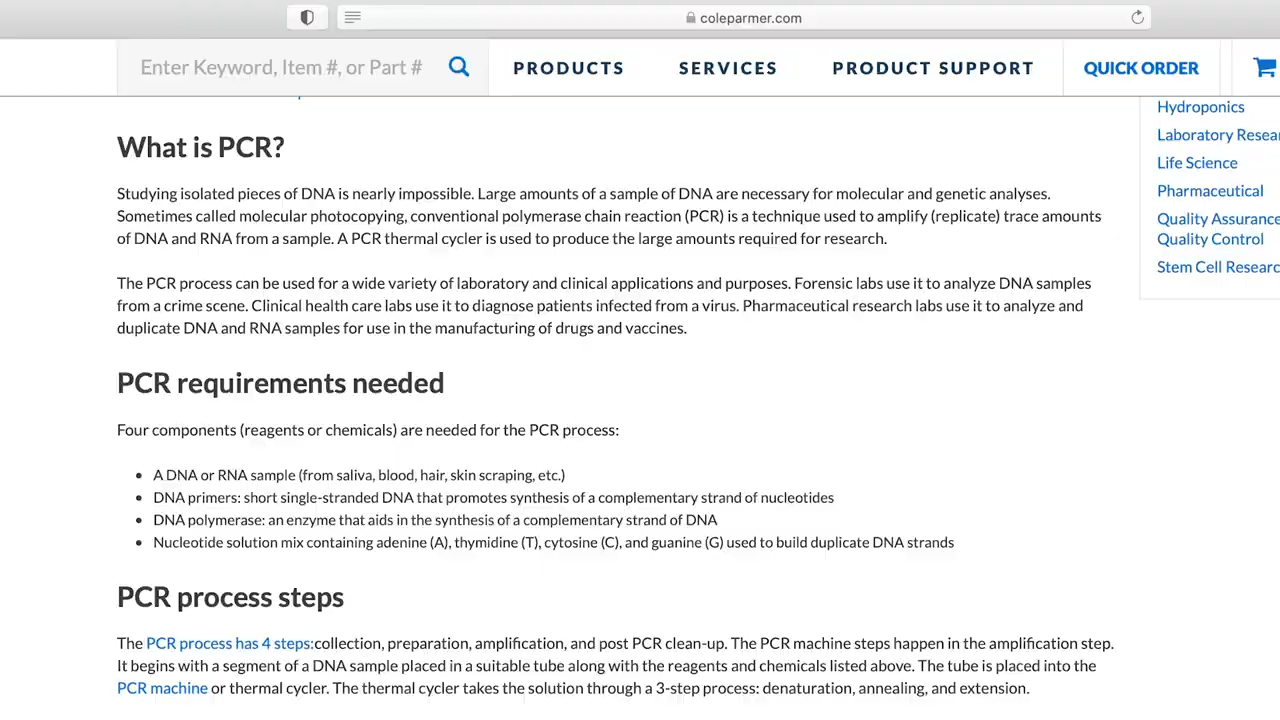 coleparmer.com
Enter Keyword, Item #, or Part #
PRODUCTS
SERVICES
PRODUCT SUPPORT
QUICK ORDER
What is PCR?
Studying isolated pieces of DNA is nearly impossible. Large amounts of a sample of DNA are necessary for molecular and genetic analyses.
Sometimes called molecular photocopying, conventional polymerase chain reaction (PCR) is a technique used to amplify (replicate) trace amounts
of DNA and RNA from a sample. A PCR thermal cycler is used to produce the large amounts required for research.
The PCR process can be used for a wide variety of laboratory and clinical applications and purposes. Forensic labs use it to analyze DNA samples
from a crime scene. Clinical health care labs use it to diagnose patients infected from a virus. Pharmaceutical research labs use it to analyze and
duplicate DNA and RNA samples for use in the manufacturing of drugs and vaccines.
PCR requirements needed
Four components (reagents or chemicals) are needed for the PCR process:
• A DNA or RNA sample (from saliva, blood, hair, skin scraping, etc.)
• DNA primers: short single-stranded DNA that promotes synthesis of a complementary strand of nucleotides
• DNA polymerase: an enzyme that aids in the synthesis of a complementary strand of DNA
• Nucleotide solution mix containing adenine (A), thymidine (T), cytosine (C), and guanine (G) used to build duplicate DNA strands
PCR process steps
The PCR process has 4 steps:collection, preparation, amplification, and post PCR clean-up. The PCR machine steps happen in the amplification step.
It begins with a segment of a DNA sample placed in a suitable tube along with the reagents and chemicals listed above. The tube is placed into the
PCR machine or thermal cycler. The thermal cycler takes the solution through a 3-step process: denaturation, annealing, and extension.
Hydroponics
Laboratory Resea
Life Science
Pharmaceutical
Quality Assurance
Quality Control
Stem Cell Researc